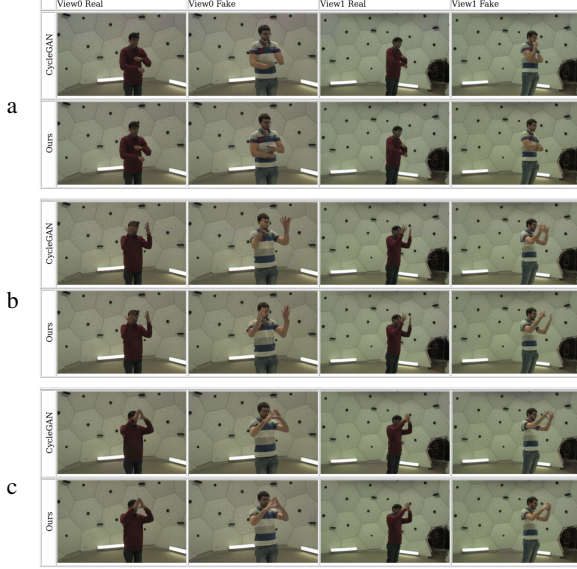 View0 Real View0 Fake View1 Real View1 Fake
a
CycleGAN
Ours
b
CycleGAN
Ours
c
CycleGAN
Ours